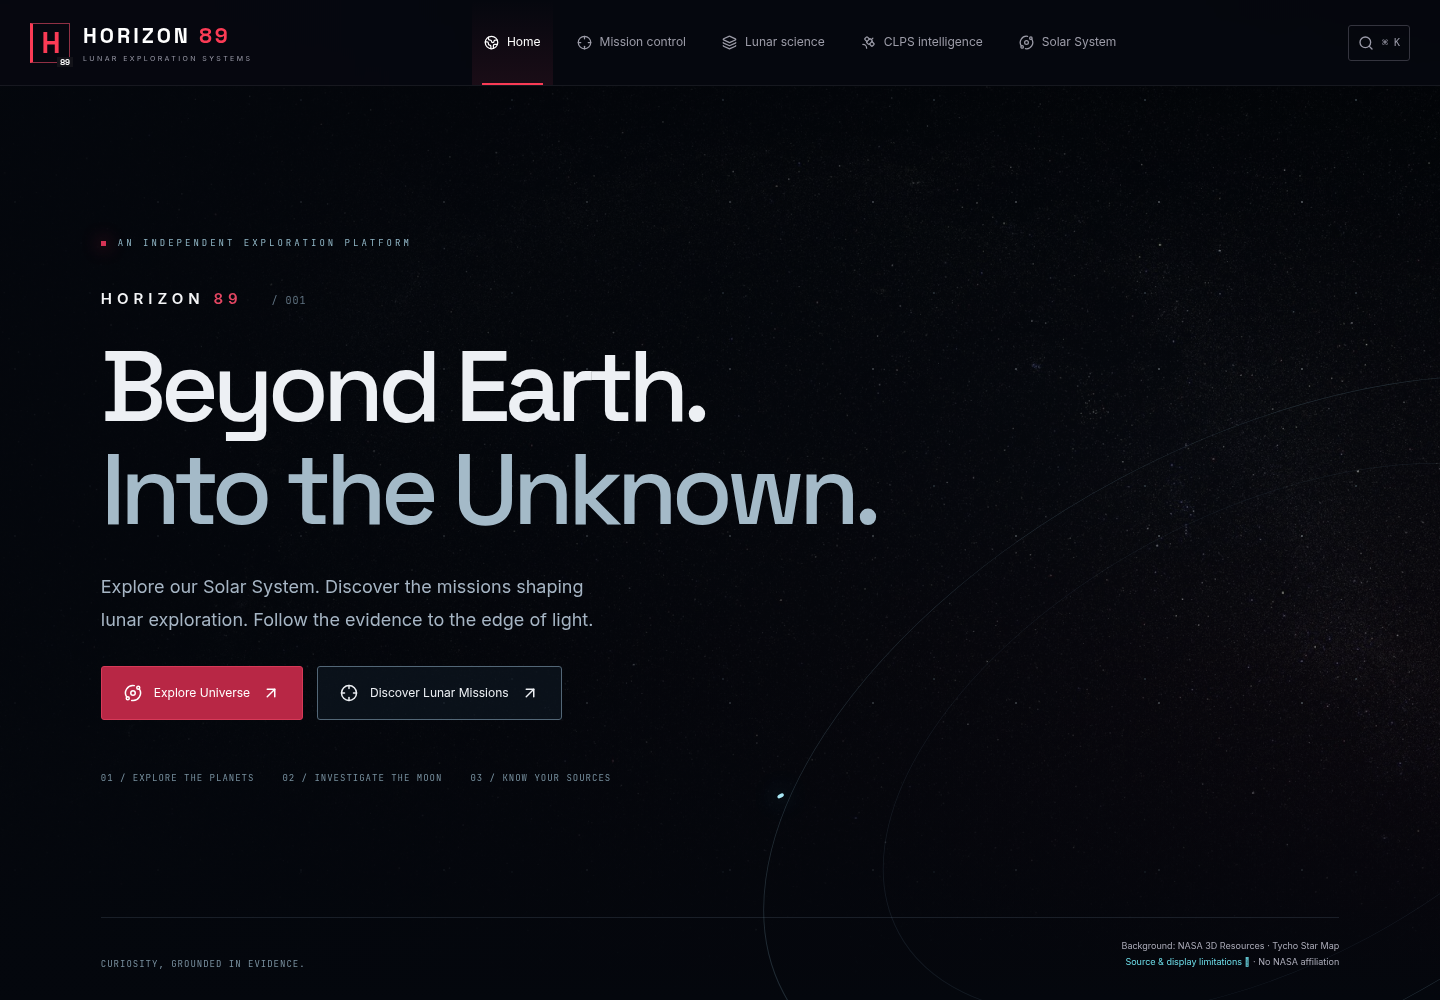 H
89
HORIZON 89
LUNAR EXPLORATION SYSTEMS
Home
Mission control
Lunar science
CLPS intelligence
Solar System
⌘ K
AN INDEPENDENT EXPLORATION PLATFORM
HORIZON 89 / 001
Beyond Earth.
Into the Unknown.
Explore our Solar System. Discover the missions shaping
lunar exploration. Follow the evidence to the edge of light.
Explore Universe
Discover Lunar Missions
01 / EXPLORE THE PLANETS 02 / INVESTIGATE THE MOON 03 / KNOW YOUR SOURCES
CURIOSITY, GROUNDED IN EVIDENCE.
Background: NASA 3D Resources · Tycho Star Map
Source & display limitations · No NASA affiliation